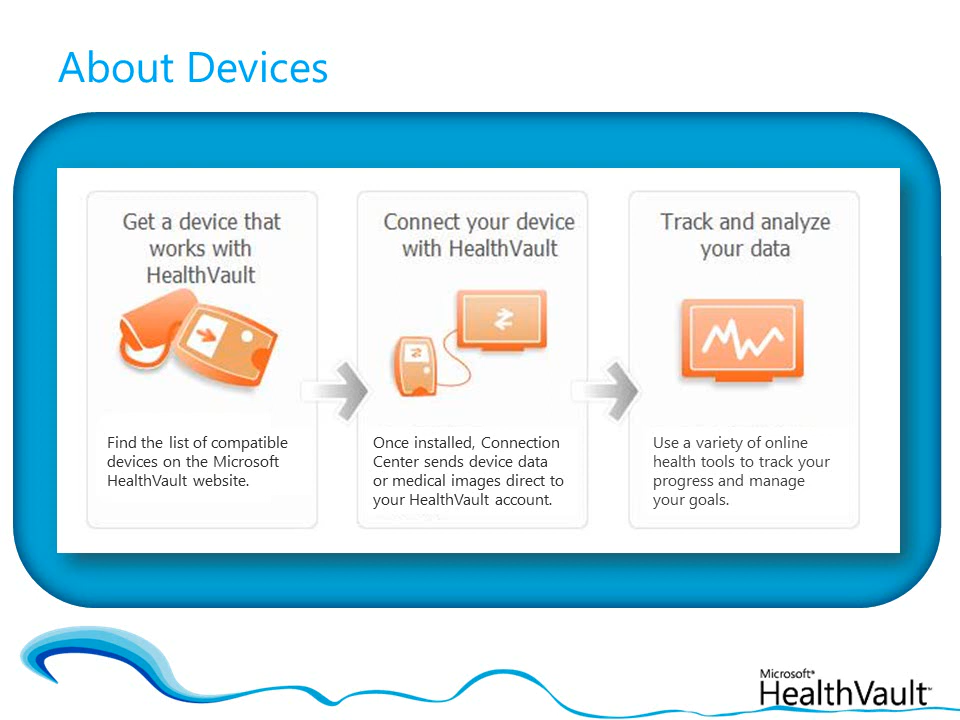 About Devices
Get a device that
works with
HealthVault
Connect your device
with HealthVault
Track and analyze
your data
Find the list of compatible
devices on the Microsoft
HealthVault website.
Once installed, Connection
Center sends device data
or medical images direct to
your HealthVault account.
Use a variety of online
health tools to track your
progress and manage
your goals.
Microsoft®
HealthVault™